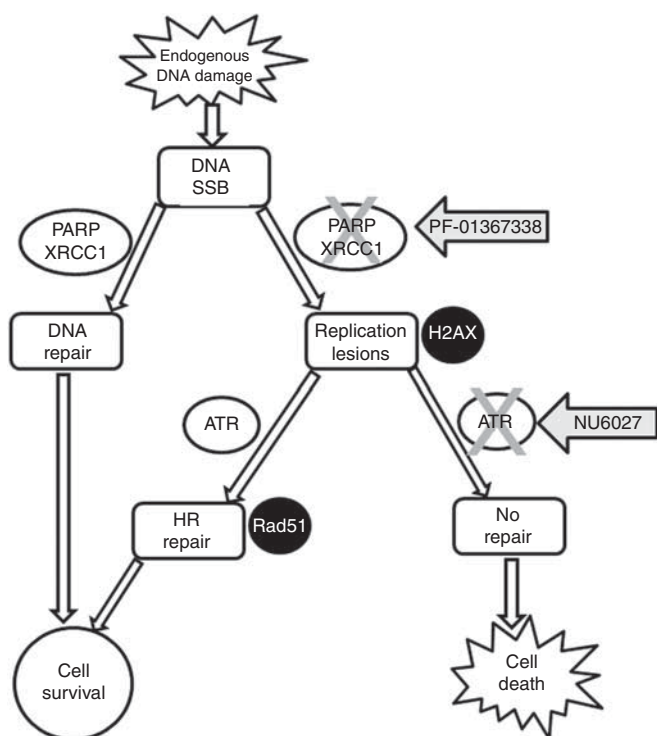 Endogenous
DNA damage
DNA
SSB
PARP
XRCC1
PARP
XRCC1
PF-01367338
DNA
repair
Replication
lesions
H2AX
ATR
ATR
NU6027
HR
repair
Rad51
No
repair
Cell
survival
Cell
death